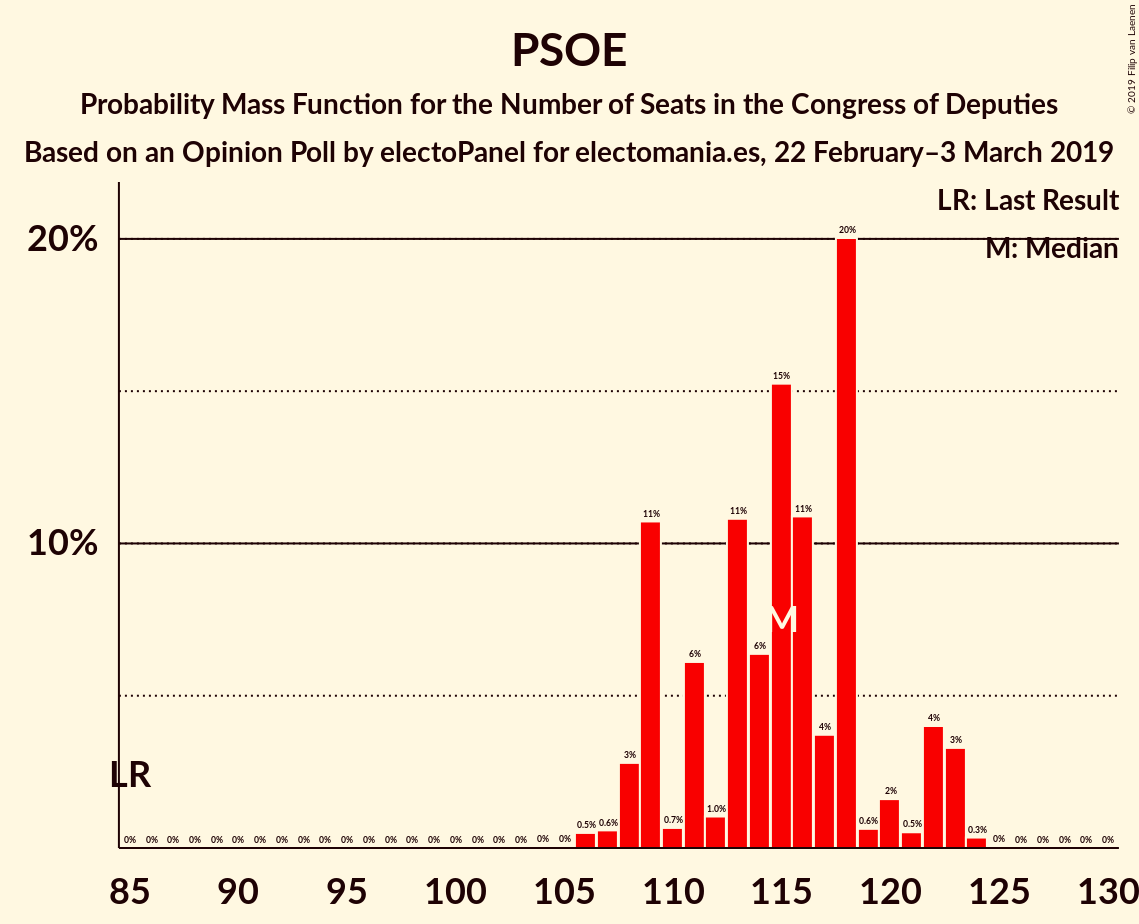 PSOE
Probability Mass Function for the Number of Seats in the Congress of Deputies
Based on an Opinion Poll by electoPanel for electomania.es, 22 February–3 March 2019
© 2019 Filip van Laenen
LR: Last Result
M: Median
20%
10%
LR
M
0% 0% 0% 0% 0% 0% 0% 0% 0% 0% 0% 0% 0% 0% 0% 0% 0% 0% 0% 0% 0% 0.5% 0.6% 3% 11% 0.7% 6% 1.0% 11% 6% 15% 11% 4% 20% 0.6% 2% 0.5% 4% 3% 0.3% 0% 0% 0% 0% 0% 0%
85 90 95 100 105 110 115 120 125 130